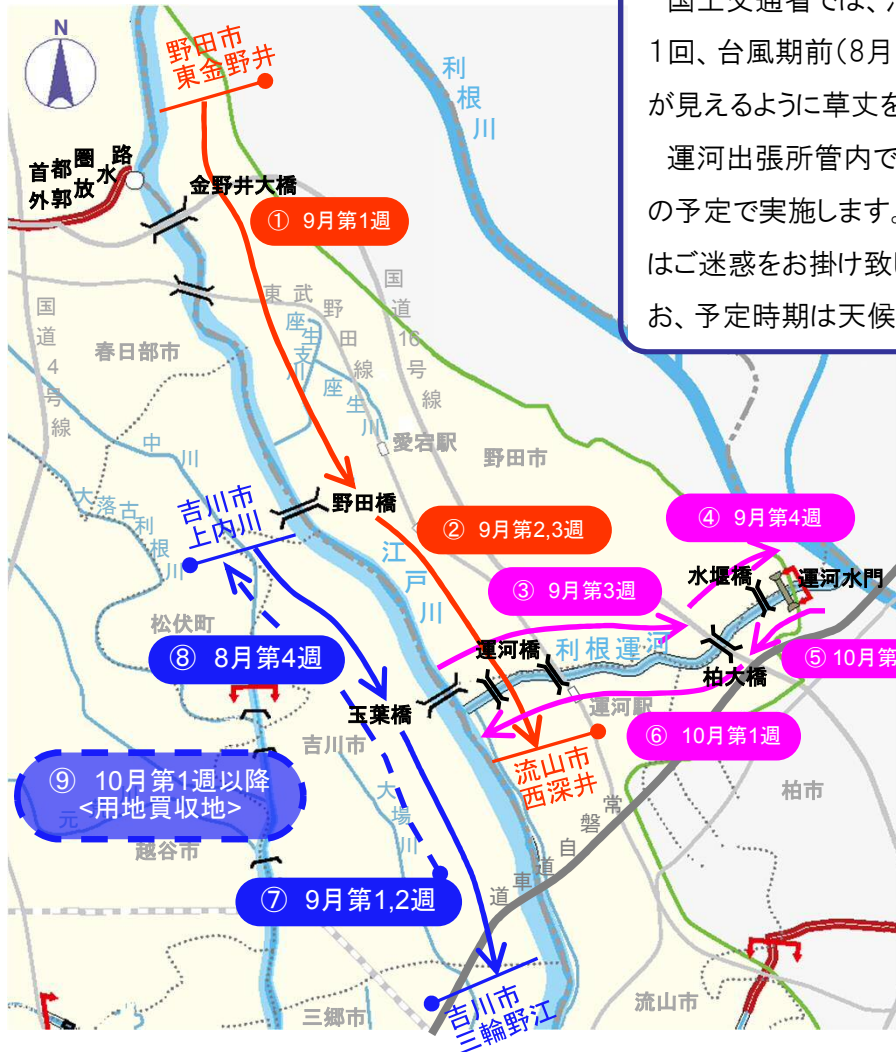 国土交通省では、
1回、台風期前(8月
が見えるように草丈を
運河出張所管内で
の予定で実施します。
はご迷惑をお掛け致
お、予定時期は天候
N
野田市
東金野井
利根川
首都圏
外郭放水路
金野井大橋
① 9月第1週
国道4号線
春日部市
東武野田線
座生支川
座生川
国道16号線
愛宕駅
野田市
中川
大落古利根川
吉川市
上内川
野田橋
② 9月第2,3週
江戸川
④ 9月第4週
水堰橋
運河水門
③ 9月第3週
松伏町
⑧ 8月第4週
運河橋
利根運河
柏大橋
⑤ 10月第
玉葉橋
運河駅
⑥ 10月第1週
吉川市
流山市
西深井
⑨ 10月第1週以降
<用地買収地>
元
大場川
柏市
越谷市
常磐自動車道
⑦ 9月第1,2週
吉川市
三輪野江
三郷市
流山市